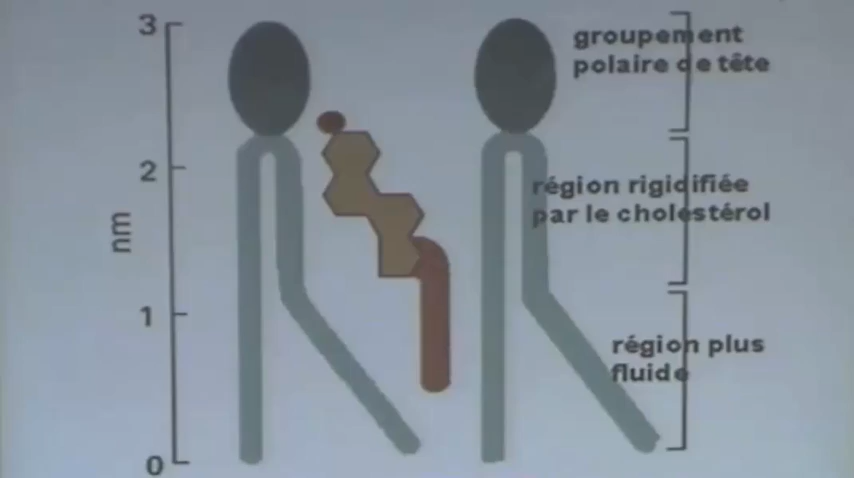 3
groupement
polaire de tête
2
région rigidifiée
par le cholestérol
nm
1
région plus
fluide
0